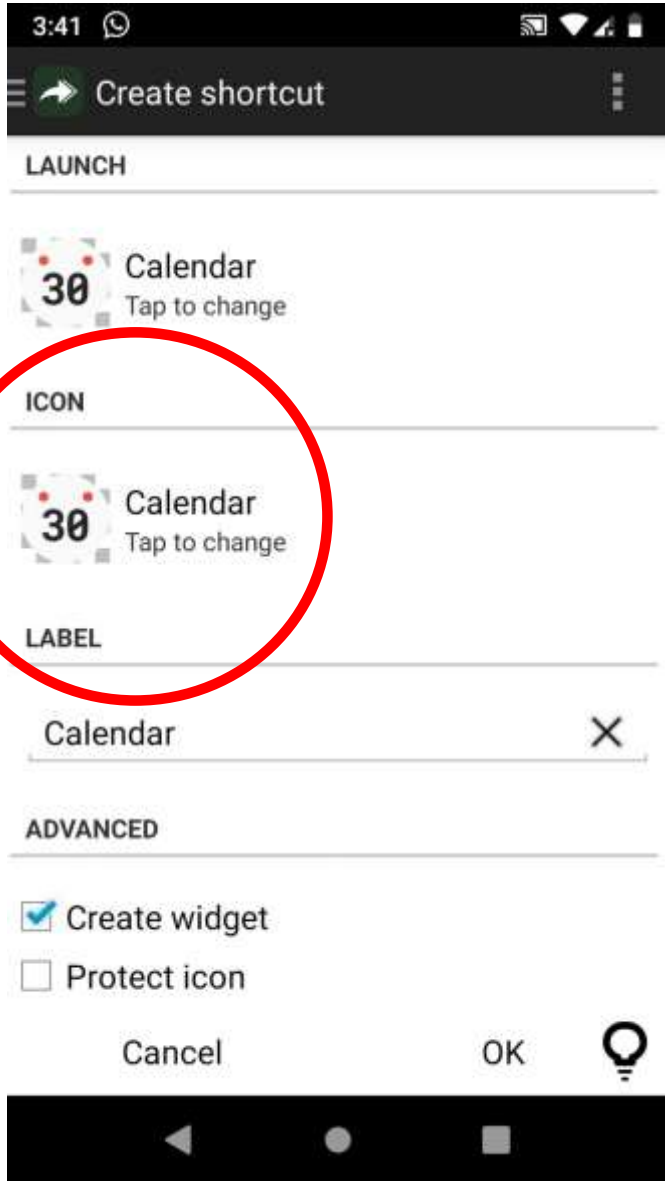 3:41
Create shortcut
LAUNCH
30
Calendar
Tap to change
ICON
30
Calendar
Tap to change
LABEL
Calendar
ADVANCED
Create widget
Protect icon
Cancel OK